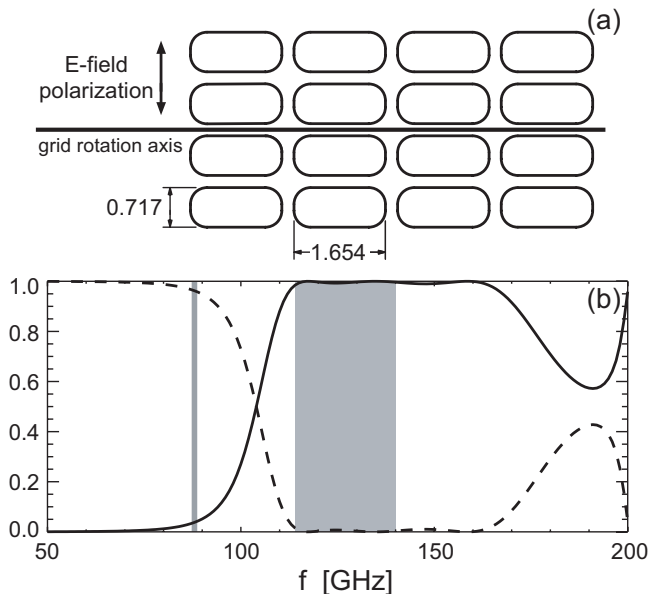 (a)
E-field
polarization
grid rotation axis
0.717
1.654
(b)
1.0
0.8
0.6
0.4
0.2
0.0
50
100
150
200
f [GHz]